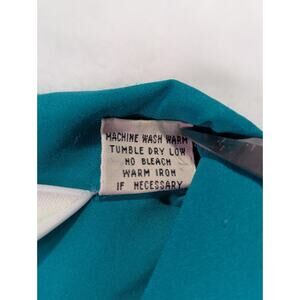 MACHINE WASH WARM
TUMBLE DRY LOW
NO BLEACH
WARM IRON
IF NECESSARY